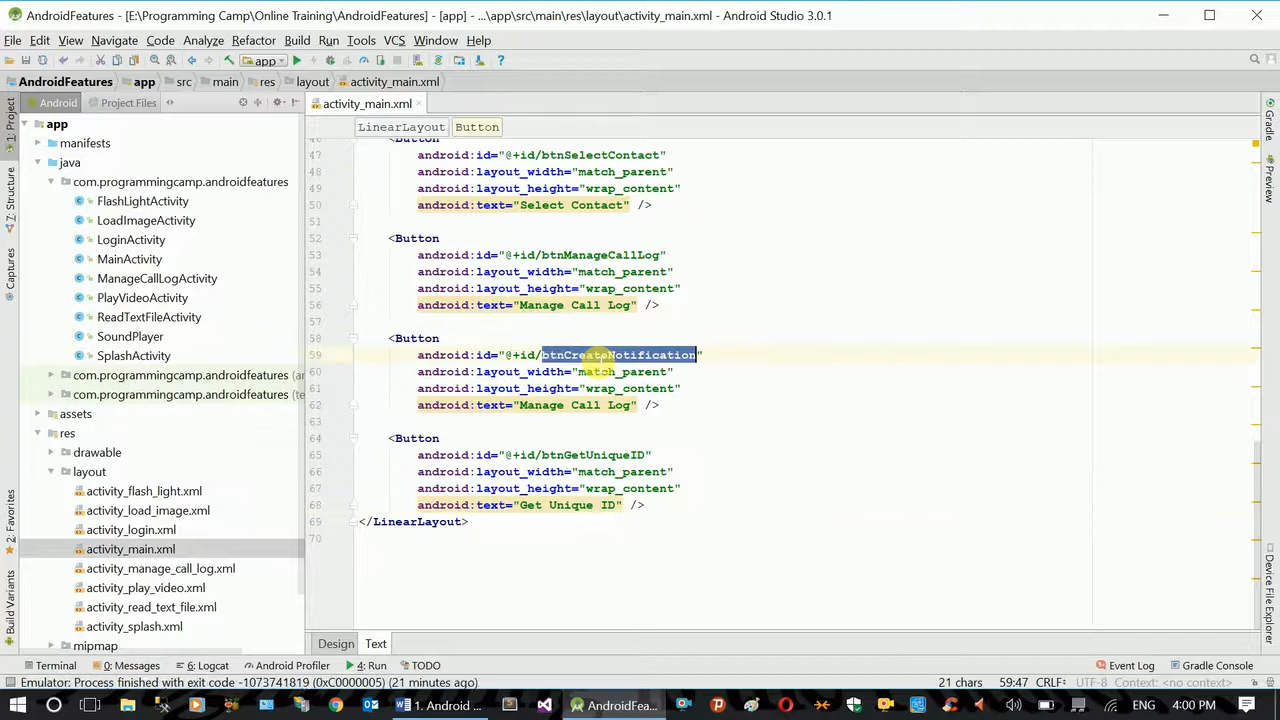 AndroidFeatures - [E:\Programming Camp\Online Training\AndroidFeatures] - [app] - ...\app\src\main\res\layout\activity_main.xml - Android Studio 3.0.1
File Edit View Navigate Code Analyze Refactor Build Run Tools VCS Window Help
app
AndroidFeatures app src main res layout activity_main.xml
Android Project Files
activity_main.xml
LinearLayout Button
1: Project
7: Structure
Captures
2: Favorites
Build Variants
app
manifests
java
com.programmingcamp.androidfeatures
FlashLightActivity
LoadImageActivity
LoginActivity
MainActivity
ManageCallLogActivity
PlayVideoActivity
ReadTextFileActivity
SoundPlayer
SplashActivity
com.programmingcamp.androidfeatures (
com.programmingcamp.androidfeatures (te
assets
res
drawable
layout
activity_flash_light.xml
activity_load_image.xml
activity_login.xml
activity_main.xml
activity_manage_call_log.xml
activity_play_video.xml
activity_read_text_file.xml
activity_splash.xml
mipmap
46 <Button
47 android:id="@+id/btnSelectContact"
48 android:layout_width="match_parent"
49 android:layout_height="wrap_content"
50 android:text="Select Contact" />
51
52 <Button
53 android:id="@+id/btnManageCallLog"
54 android:layout_width="match_parent"
55 android:layout_height="wrap_content"
56 android:text="Manage Call Log" />
57
58 <Button
59 android:id="@+id/btnCreateNotification"
60 android:layout_width="match_parent"
61 android:layout_height="wrap_content"
62 android:text="Manage Call Log" />
63
64 <Button
65 android:id="@+id/btnGetUniqueID"
66 android:layout_width="match_parent"
67 android:layout_height="wrap_content"
68 android:text="Get Unique ID" />
69 </LinearLayout>
70
Gradle
Preview
Device File Explorer
Design Text
Terminal 0: Messages 6: Logcat Android Profiler 4: Run TODO Event Log Gradle Console
Emulator: Process finished with exit code -1073741819 (0xC0000005) (21 minutes ago) 21 chars 59:47 CRLF: UTF-8 Context: <no context>
1. Android ... AndroidFea... ENG 4:00 PM